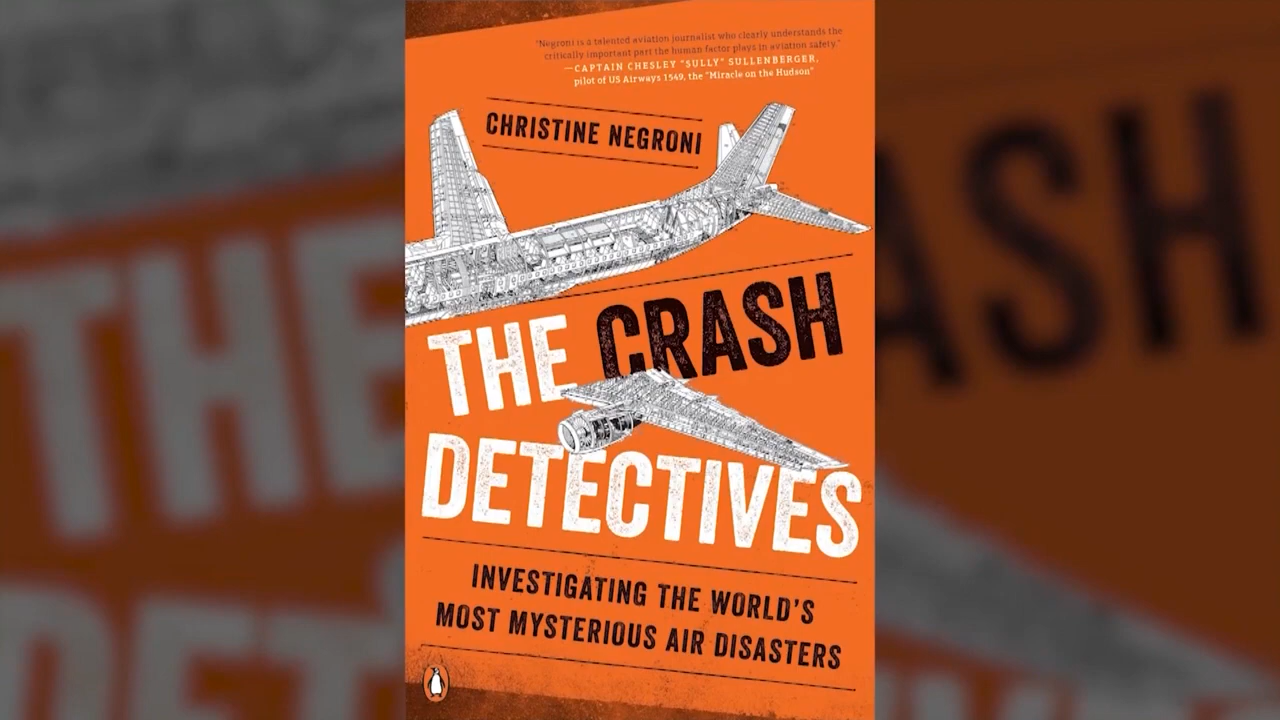 "Negroni is a talented aviation journalist who clearly understands the
critically important part the human factor plays in aviation safety."
—CAPTAIN CHESLEY "SULLY" SULLENBERGER,
pilot of US Airways 1549, the "Miracle on the Hudson"
CHRISTINE NEGRONI
THE CRASH
DETECTIVES
INVESTIGATING THE WORLD'S
MOST MYSTERIOUS AIR DISASTERS